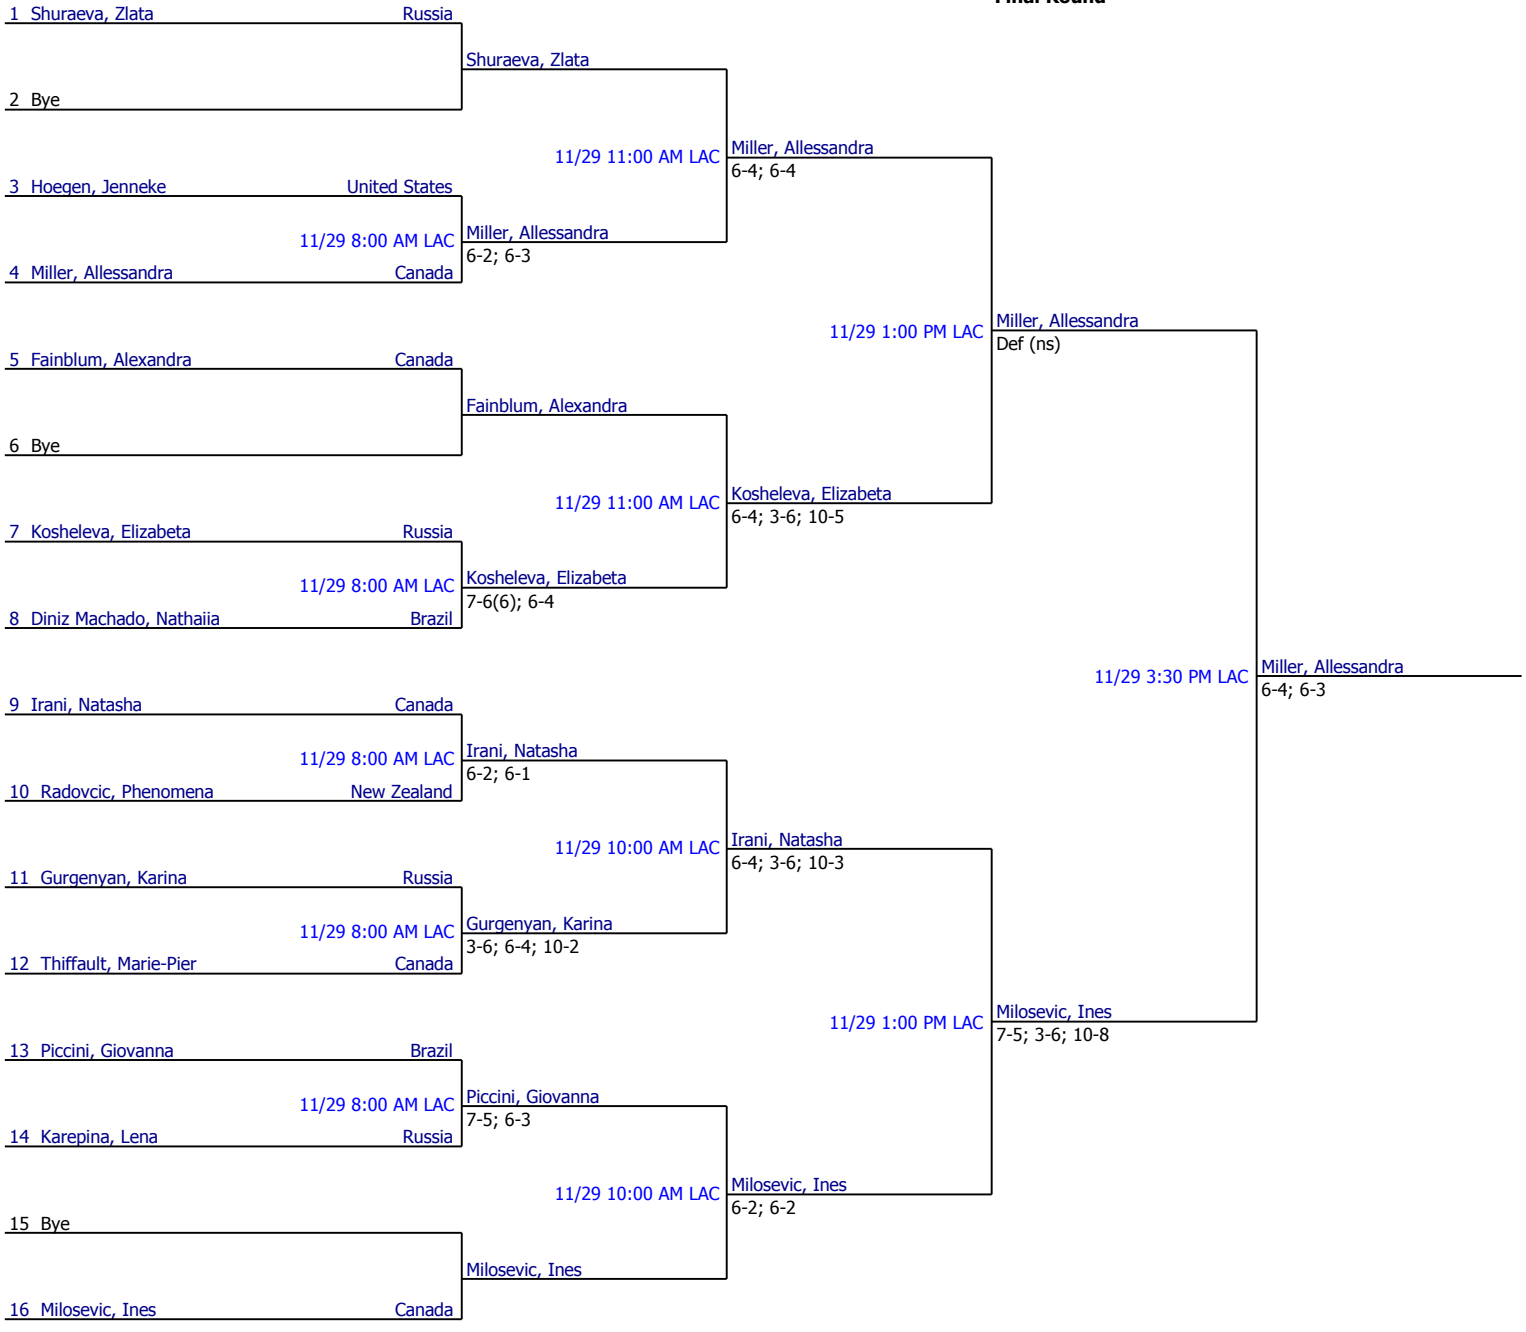 Final Round
1 Shuraeva, Zlata Russia
Shuraeva, Zlata
2 Bye
11/29 11:00 AM LAC Miller, Allessandra
6-4; 6-4
3 Hoegen, Jenneke United States
11/29 8:00 AM LAC Miller, Allessandra
6-2; 6-3
4 Miller, Allessandra Canada
11/29 1:00 PM LAC Miller, Allessandra
Def (ns)
5 Fainblum, Alexandra Canada
Fainblum, Alexandra
6 Bye
11/29 11:00 AM LAC Kosheleva, Elizabeta
6-4; 3-6; 10-5
7 Kosheleva, Elizabeta Russia
11/29 8:00 AM LAC Kosheleva, Elizabeta
7-6(6); 6-4
8 Diniz Machado, Nathaiia Brazil
11/29 3:30 PM LAC Miller, Allessandra
6-4; 6-3
9 Irani, Natasha Canada
11/29 8:00 AM LAC Irani, Natasha
6-2; 6-1
10 Radovcic, Phenomena New Zealand
11/29 10:00 AM LAC Irani, Natasha
6-4; 3-6; 10-3
11 Gurgenyan, Karina Russia
11/29 8:00 AM LAC Gurgenyan, Karina
3-6; 6-4; 10-2
12 Thiffault, Marie-Pier Canada
11/29 1:00 PM LAC Milosevic, Ines
7-5; 3-6; 10-8
13 Piccini, Giovanna Brazil
11/29 8:00 AM LAC Piccini, Giovanna
7-5; 6-3
14 Karepina, Lena Russia
11/29 10:00 AM LAC Milosevic, Ines
6-2; 6-2
15 Bye
Milosevic, Ines
16 Milosevic, Ines Canada